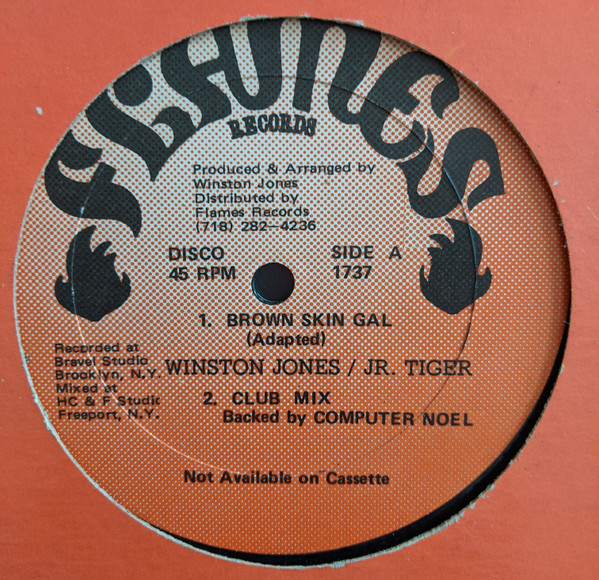 FLAMES
RECORDS
Produced & Arranged by
Winston Jones
Distributed by
Flames Records
(718) 282-4236
DISCO
45 RPM
SIDE A
1737
1. BROWN SKIN GAL
(Adapted)
Recorded at
Bravel Studio
Brooklyn, N.Y.
Mixed at
HC & F Studio
Freeport, N.Y.
WINSTON JONES / JR. TIGER
2. CLUB MIX
Backed by COMPUTER NOEL
Not Available on Cassette